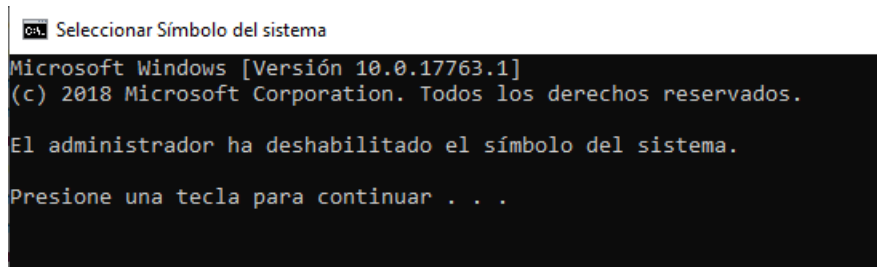 Seleccionar Símbolo del sistema
Microsoft Windows [Versión 10.0.17763.1]
(c) 2018 Microsoft Corporation. Todos los derechos reservados.
El administrador ha deshabilitado el símbolo del sistema.
Presione una tecla para continuar . . .